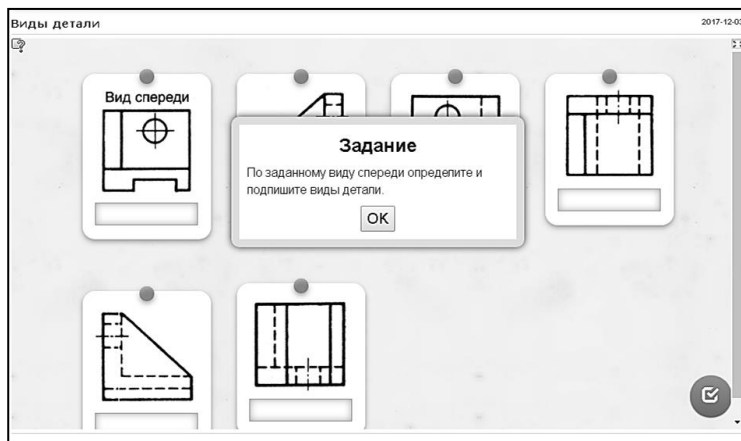 Виды детали
2017-12-03
Вид спереди
Задание
По заданному виду спереди определите и
подпишите виды детали.
OK